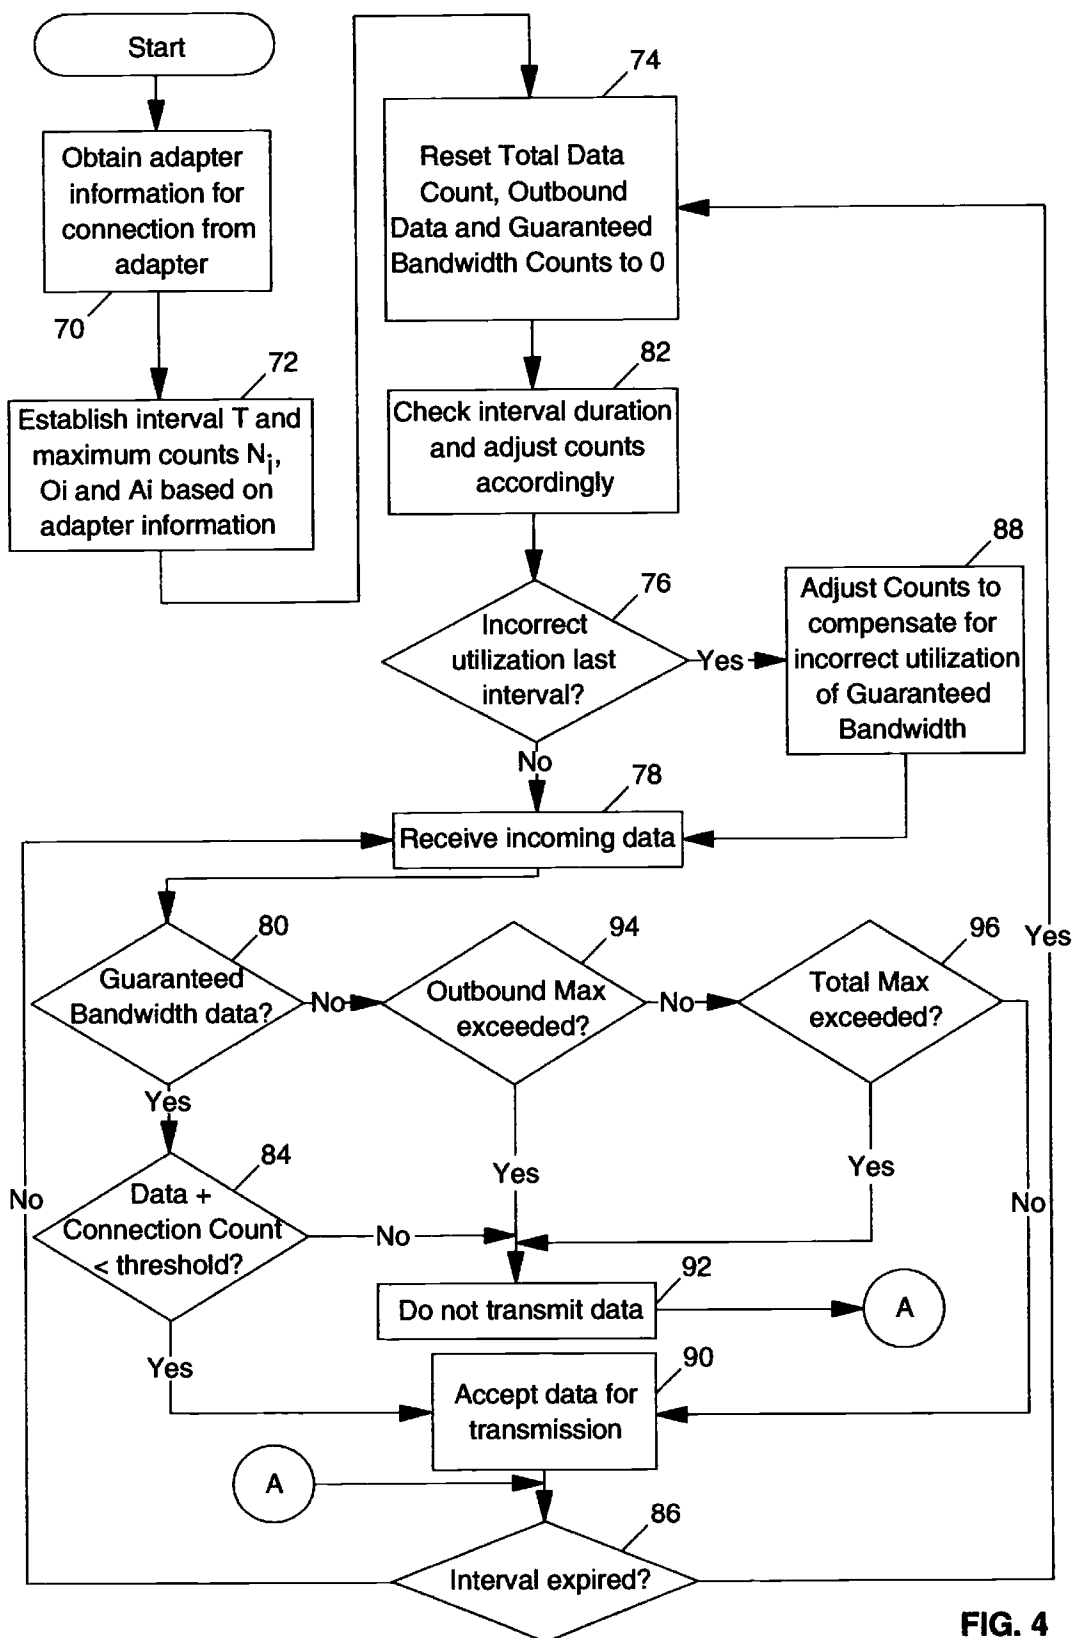 Start
Obtain adapter
information for
connection from
adapter
70
72
Establish interval T and
maximum counts Ni,
Oi and Ai based on
adapter information
74
Reset Total Data
Count, Outbound
Data and Guaranteed
Bandwidth Counts to 0
82
Check interval duration
and adjust counts
accordingly
76
Incorrect
utilization last
interval?
Yes
88
Adjust Counts to
compensate for
incorrect utilization
of Guaranteed
Bandwidth
No
78
Receive incoming data
80
Guaranteed
Bandwidth data?
No
94
Outbound Max
exceeded?
No
96
Total Max
exceeded?
Yes
Yes
84
Data +
Connection Count
< threshold?
No
No
Yes
Yes
No
92
Do not transmit data
A
Yes
90
Accept data for
transmission
A
86
Interval expired?
FIG. 4